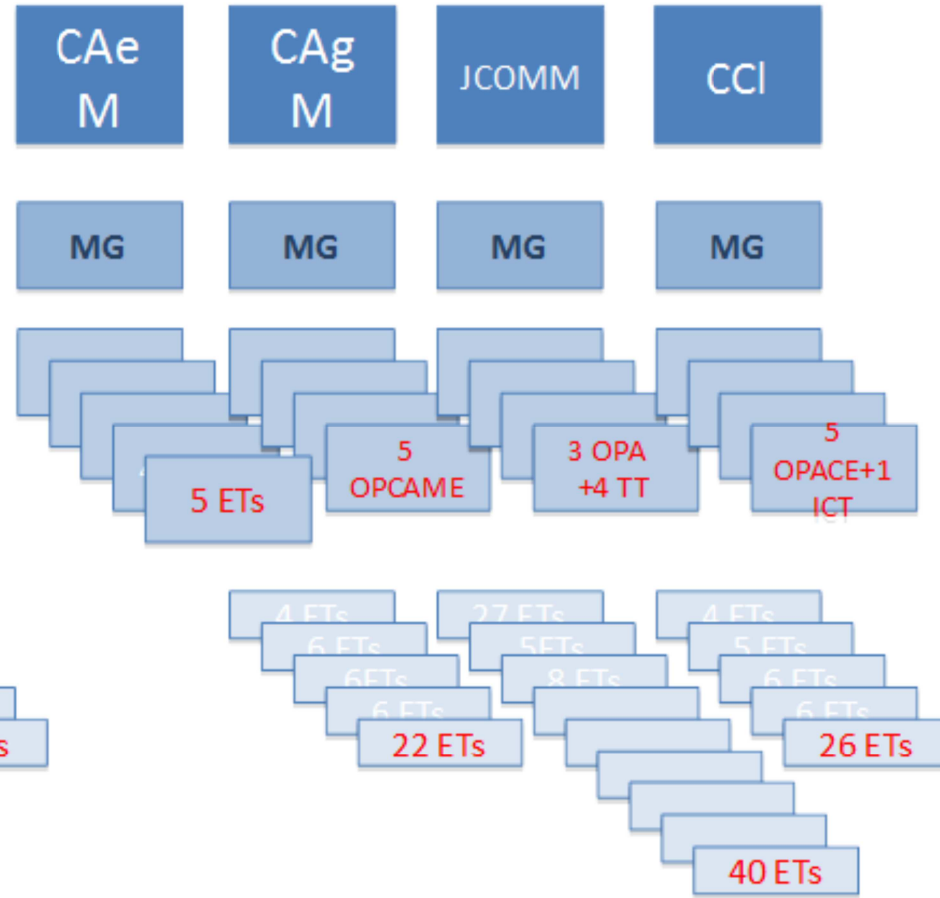 CAe
M
CAg
M
JCOMM
CCl
MG
MG
MG
MG
5 ETs
5
OPCAME
3 OPA
+4 TT
5
OPACE+1
ICT
4 ETs
6 ETs
6ETs
6 ETs
22 ETs
27 ETs
5ETs
8 ETs
40 ETs
4 ETs
5 ETs
6 ETs
6 ETs
26 ETs
s